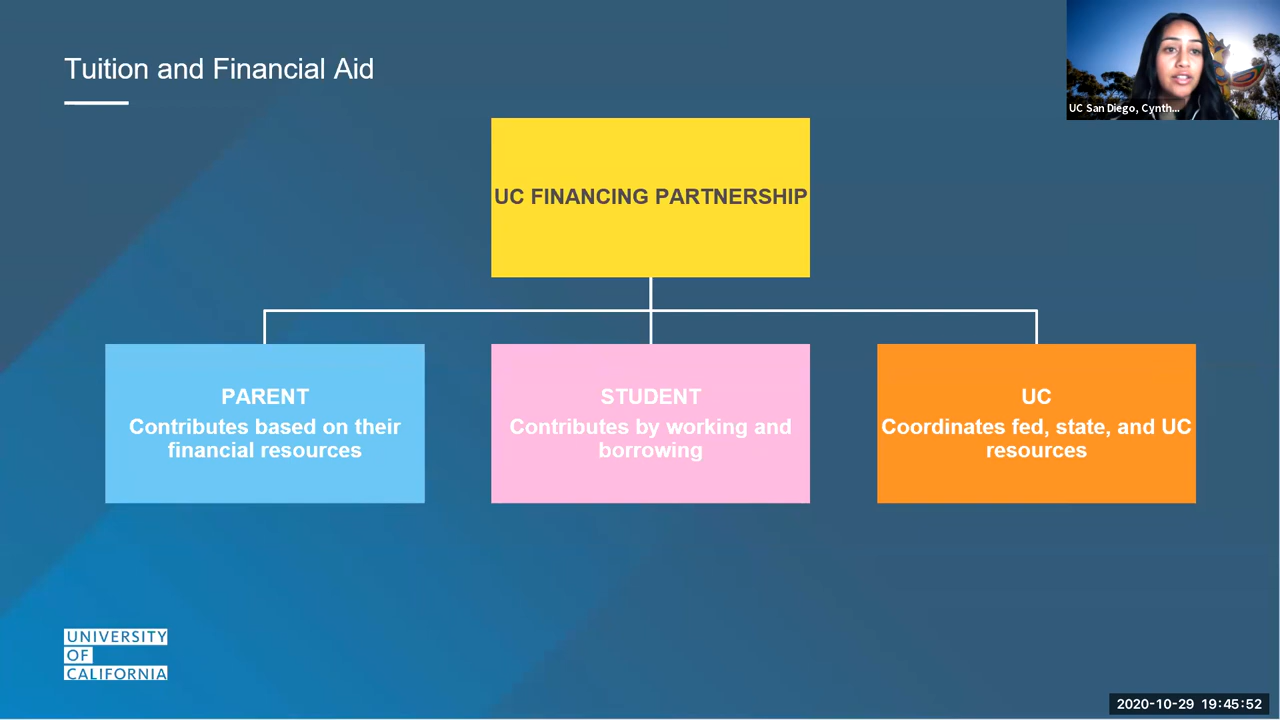 Tuition and Financial Aid
UC San Diego, Cynth...
UC FINANCING PARTNERSHIP
PARENT
Contributes based on their
financial resources
STUDENT
Contributes by working and
borrowing
UC
Coordinates fed, state, and UC
resources
UNIVERSITY
OF
CALIFORNIA
2020-10-29 19:45:52